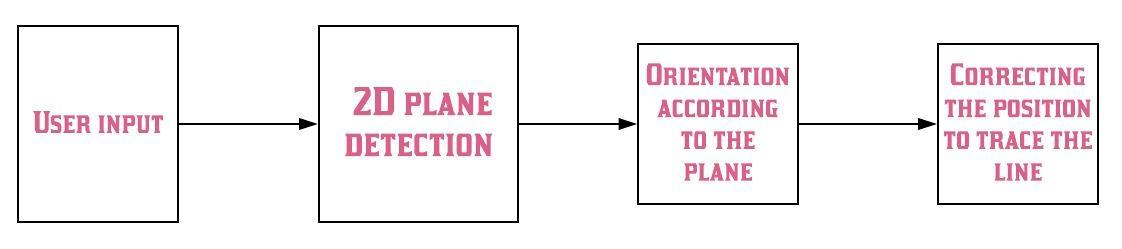 User input
2D plane
detection
Orientation
according
to the
plane
Correcting
the position
to trace the
line